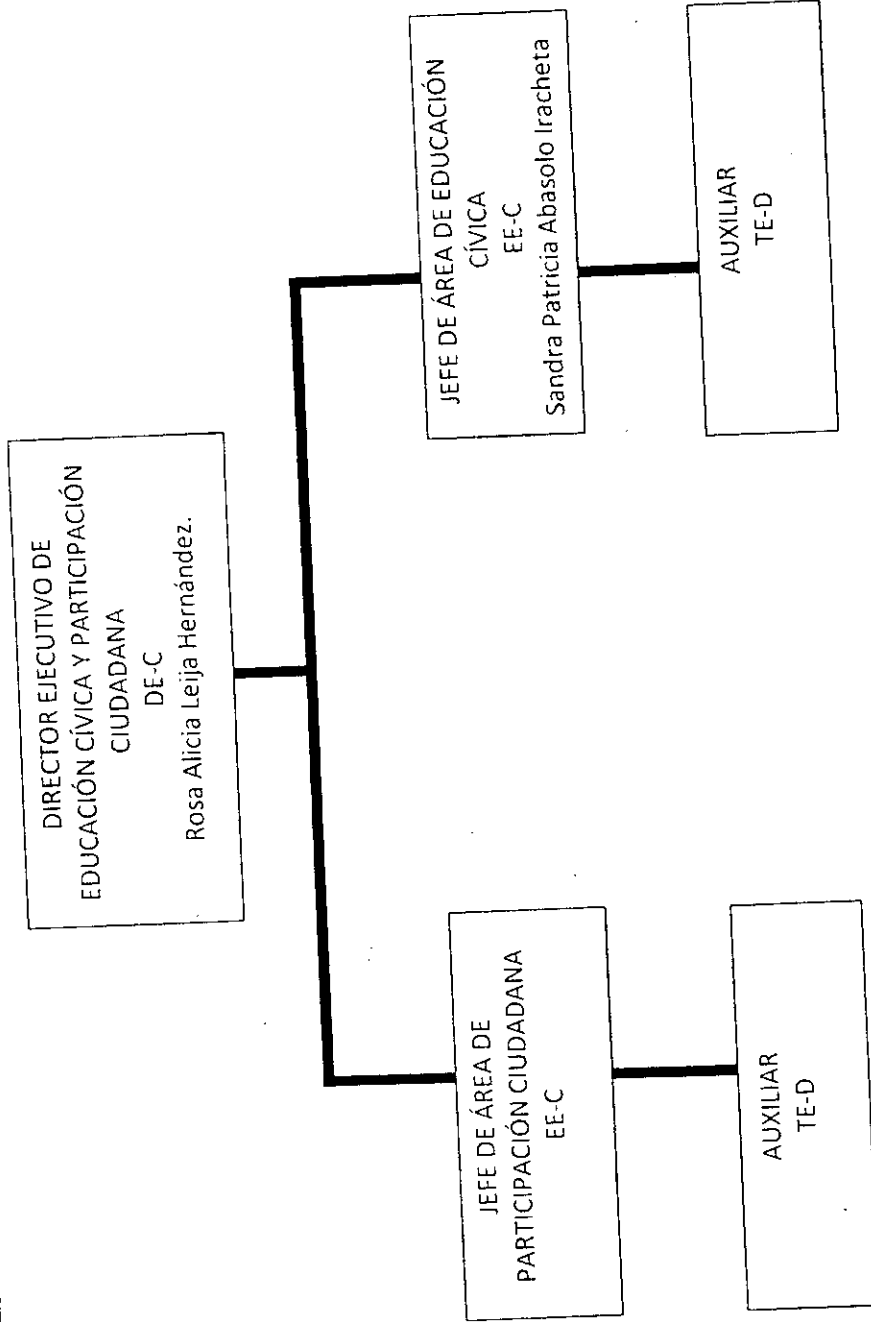 DIRECTOR EJECUTIVO DE
EDUCACIÓN CÍVICA Y PARTICIPACIÓN
CIUDADANA
DE-C
Rosa Alicia Leija Hernández.
JEFE DE ÁREA DE
PARTICIPACIÓN CIUDADANA
EE-C
AUXILIAR
TE-D
JEFE DE ÁREA DE EDUCACIÓN
CÍVICA
EE-C
Sandra Patricia Abasolo Iracheta
AUXILIAR
TE-D